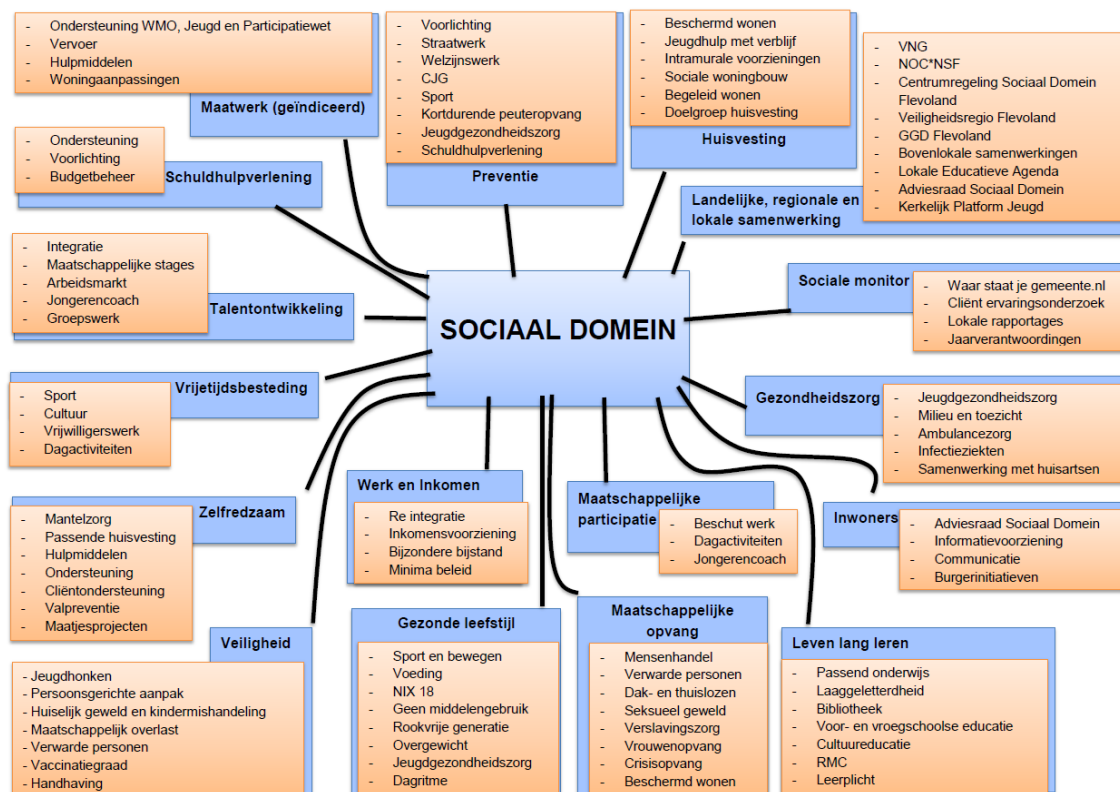 - Ondersteuning WMO, Jeugd en Participatiewet
- Vervoer
- Hulpmiddelen
- Woningaanpassingen
Maatwerk (geïndiceerd)
- Voorlichting
- Straatwerk
- Welzijnswerk
- CJG
- Sport
- Kortdurende peuteropvang
- Jeugdgezondheidszorg
- Schuldhulpverlening
Preventie
- Beschermd wonen
- Jeugdhulp met verblijf
- Intramurale voorzieningen
- Sociale woningbouw
- Begeleid wonen
- Doelgroep huisvesting
Huisvesting
- VNG
- NOC*NSF
- Centrumregeling Sociaal Domein
Flevoland
- Veiligheidsregio Flevoland
- GGD Flevoland
- Bovenlokale samenwerkingen
- Lokale Educatieve Agenda
- Adviesraad Sociaal Domein
- Kerkelijk Platform Jeugd
Landelijke, regionale en
lokale samenwerking
- Ondersteuning
- Voorlichting
- Budgetbeheer
Schuldhulpverlening
- Integratie
- Maatschappelijke stages
- Arbeidsmarkt
- Jongerencoach
- Groepswerk
Talentontwikkeling
SOCIAAL DOMEIN
Sociale monitor
- Waar staat je gemeente.nl
- Cliënt ervaringsonderzoek
- Lokale rapportages
- Jaarverantwoordingen
Vrijetijdsbesteding
- Sport
- Cultuur
- Vrijwilligerswerk
- Dagactiviteiten
Gezondheidszorg
- Jeugdgezondheidszorg
- Milieu en toezicht
- Ambulancezorg
- Infectieziekten
- Samenwerking met huisartsen
Zelfredzaam
- Mantelzorg
- Passende huisvesting
- Hulpmiddelen
- Ondersteuning
- Cliëntondersteuning
- Valpreventie
- Maatjesprojecten
Werk en Inkomen
- Re integratie
- Inkomensvoorziening
- Bijzondere bijstand
- Minima beleid
Maatschappelijke
participatie
- Beschut werk
- Dagactiviteiten
- Jongerencoach
Inwoners
- Adviesraad Sociaal Domein
- Informatievoorziening
- Communicatie
- Burgerinitiatieven
Veiligheid
- Jeugdhonken
- Persoonsgerichte aanpak
- Huiselijk geweld en kindermishandeling
- Maatschappelijk overlast
- Verwarde personen
- Vaccinatiegraad
- Handhaving
Gezonde leefstijl
- Sport en bewegen
- Voeding
- NIX 18
- Geen middelengebruik
- Rookvrije generatie
- Overgewicht
- Jeugdgezondheidszorg
- Dagritme
Maatschappelijke
opvang
- Mensenhandel
- Verwarde personen
- Dak- en thuislozen
- Seksueel geweld
- Verslavingszorg
- Vrouwenopvang
- Crisisopvang
- Beschermd wonen
Leven lang leren
- Passend onderwijs
- Laaggeletterdheid
- Bibliotheek
- Voor- en vroegschoolse educatie
- Cultuureducatie
- RMC
- Leerplicht